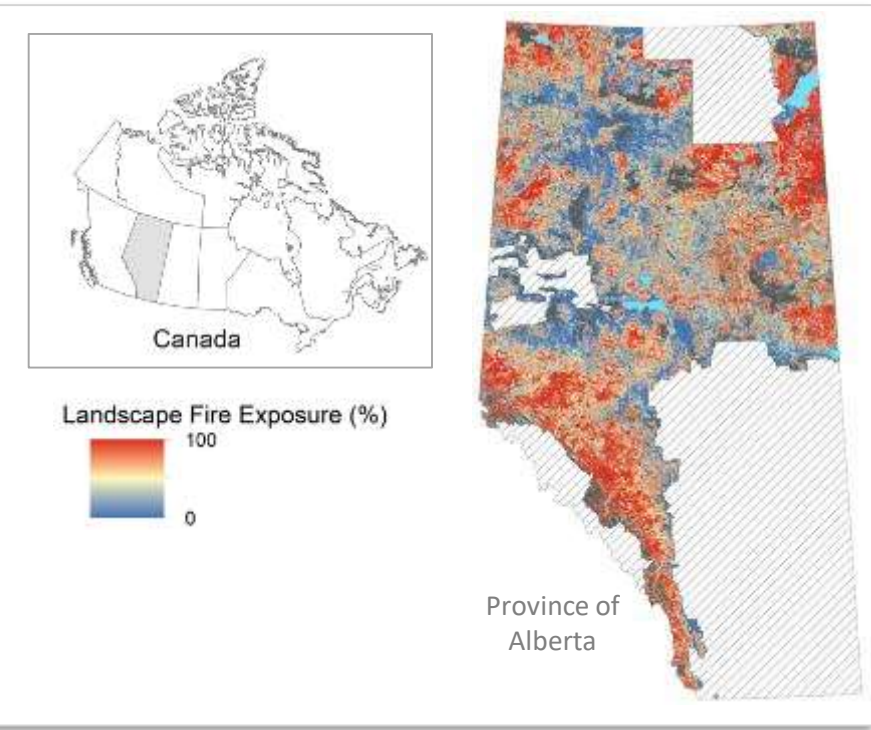 Canada
Landscape Fire Exposure (%)
100
0
Province of
Alberta